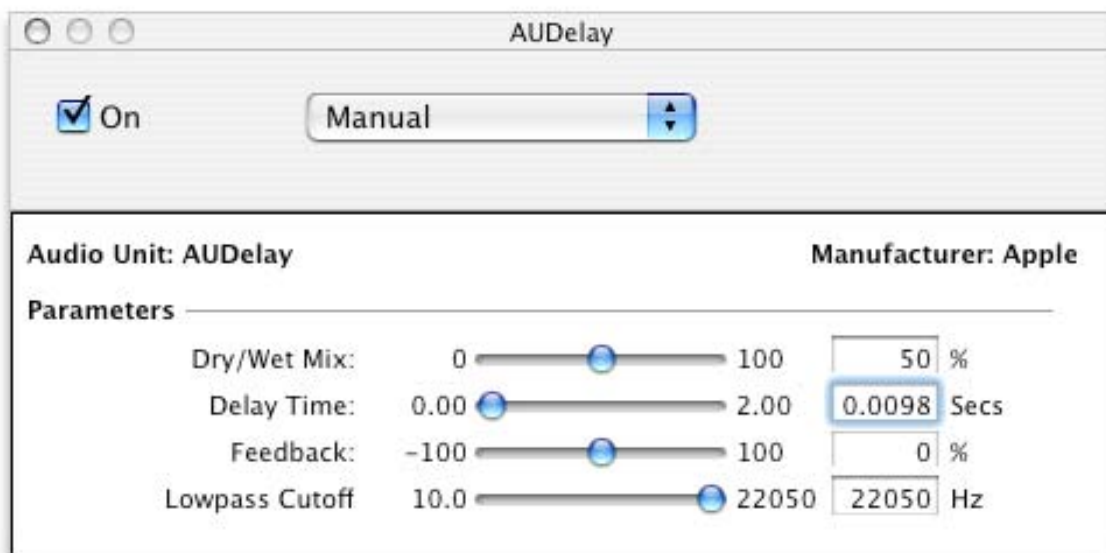 AUDelay
On Manual
Audio Unit: AUDelay Manufacturer: Apple
Parameters
Dry/Wet Mix: 0 100 50 %
Delay Time: 0.00 2.00 0.0098 Secs
Feedback: -100 100 0 %
Lowpass Cutoff 10.0 22050 22050 Hz